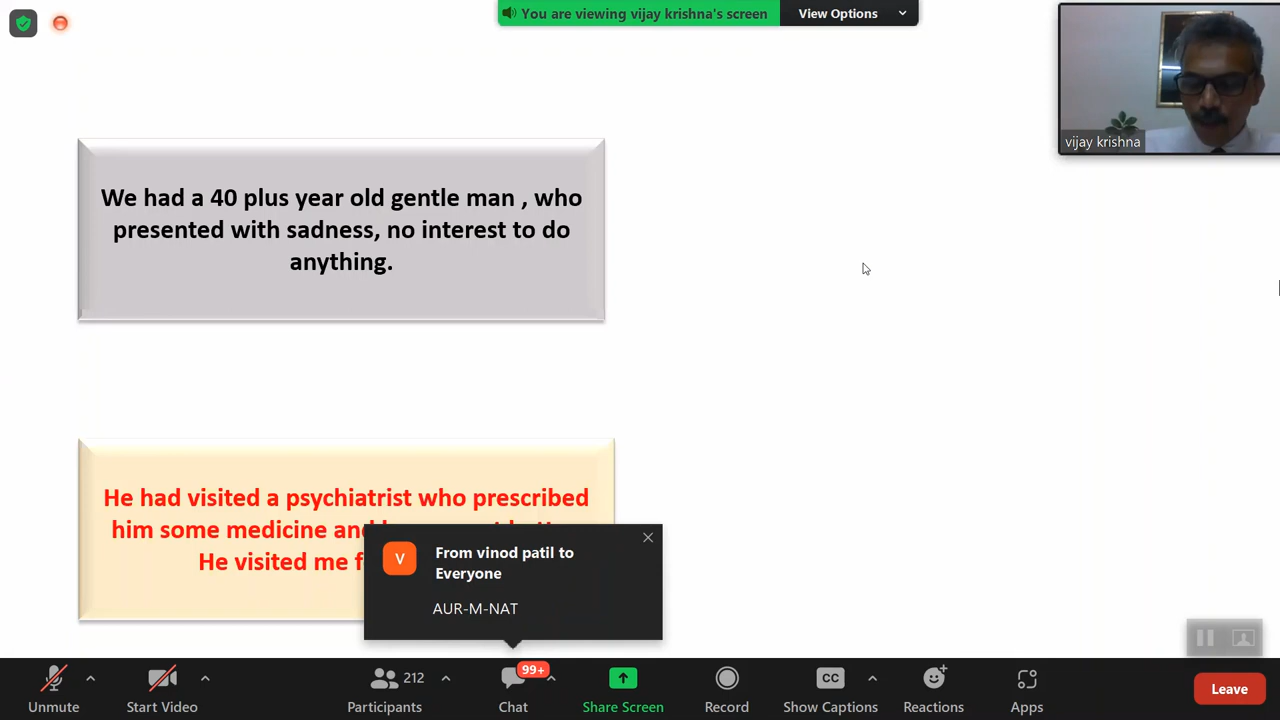 You are viewing vijay krishna's screen
View Options
vijay krishna
We had a 40 plus year old gentle man , who
presented with sadness, no interest to do
anything.
He had visited a psychiatrist who prescribed
him some medicine and
He visited me
From vinod patil to
Everyone
V
AUR-M-NAT
212
99+
CC
Unmute
Start Video
Participants
Chat
Share Screen
Record
Show Captions
Reactions
Apps
Leave